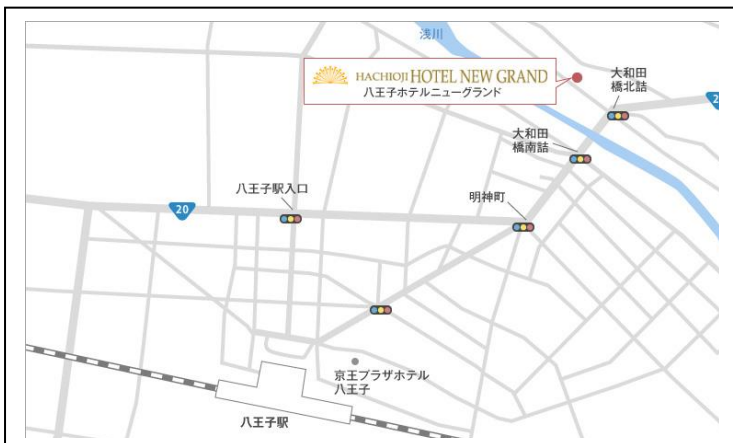 浅川
HACHIOJI HOTEL NEW GRAND
八王子ホテルニューグランド
大和田
橋北詰
大和田
橋南詰
八王子駅入口
明神町
20
2
京王プラザホテル
八王子
八王子駅